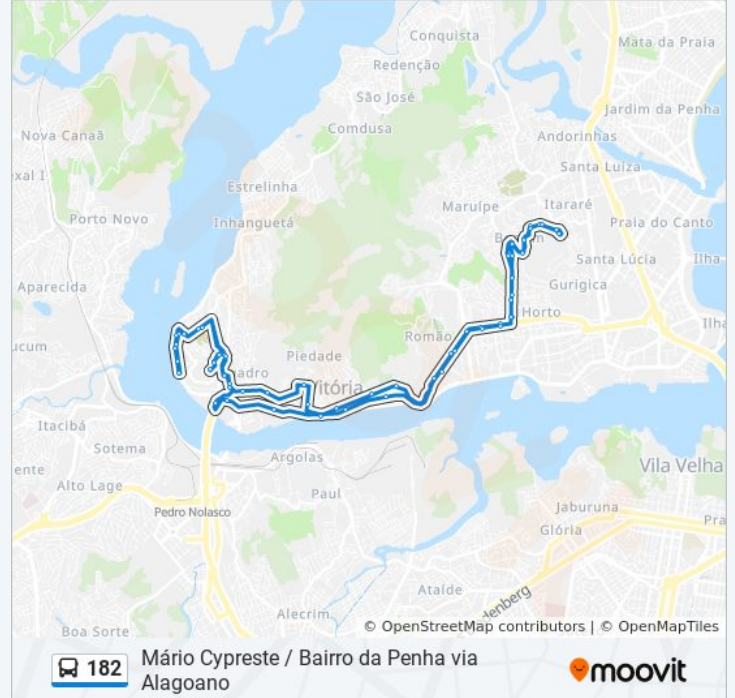 Conquista
Mata da Praia
Redenção
São José
Jardim da Penha
Comdusa
Nova Canaã
Andorinhas
exal I
Santa Luíza
Estrelinha
Maruípe
Itararé
Porto Novo
Inhanguetá
Praia do Canto
Santa Lúcia
Ilha
Aparecida
Gurigica
Horto
Ilha
ucum
Romão
Piedade
adro
Vitória
Itacibá
Sotema
Argolas
ente
Vila Velha
Alto Lage
Paul
Jaburuna
Pedro Nolasco
Pra
Glória
Ataíde
denberg
Alecrim
Boa Sorte
© OpenStreetMap contributors | © OpenMapTiles
182 Mário Cypreste / Bairro da Penha via
Alagoano
moovit